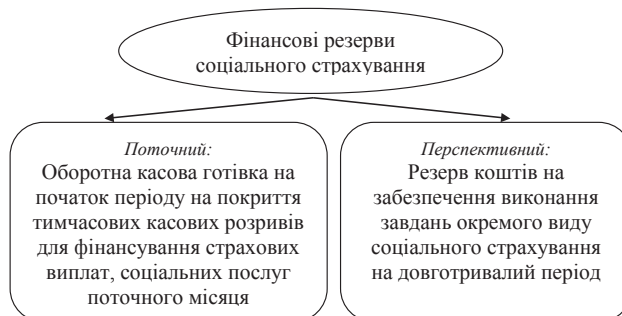 Фінансові резерви
соціального страхування
Поточний:
Оборотна касова готівка на
початок періоду на покриття
тимчасових касових розривів
для фінансування страхових
виплат, соціальних послуг
поточного місяця
Перспективний:
Резерв коштів на
забезпечення виконання
завдань окремого виду
соціального страхування
на довготривалий період